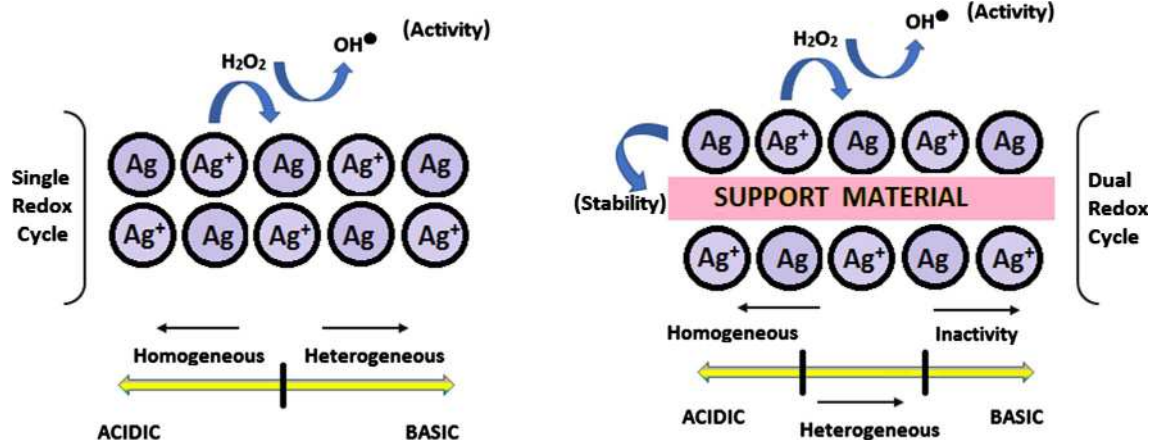 OH●
(Activity)
H₂O₂
Single
Redox
Cycle
Ag
Ag⁺
Ag
Ag⁺
Ag
Ag⁺
Ag
Ag⁺
Ag
Ag⁺
Homogeneous
Heterogeneous
ACIDIC
BASIC
OH●
(Activity)
H₂O₂
Ag
Ag⁺
Ag
Ag⁺
Ag
(Stability)
SUPPORT MATERIAL
Dual
Redox
Cycle
Ag⁺
Ag
Ag⁺
Ag
Ag⁺
Homogeneous
Inactivity
ACIDIC
Heterogeneous
BASIC